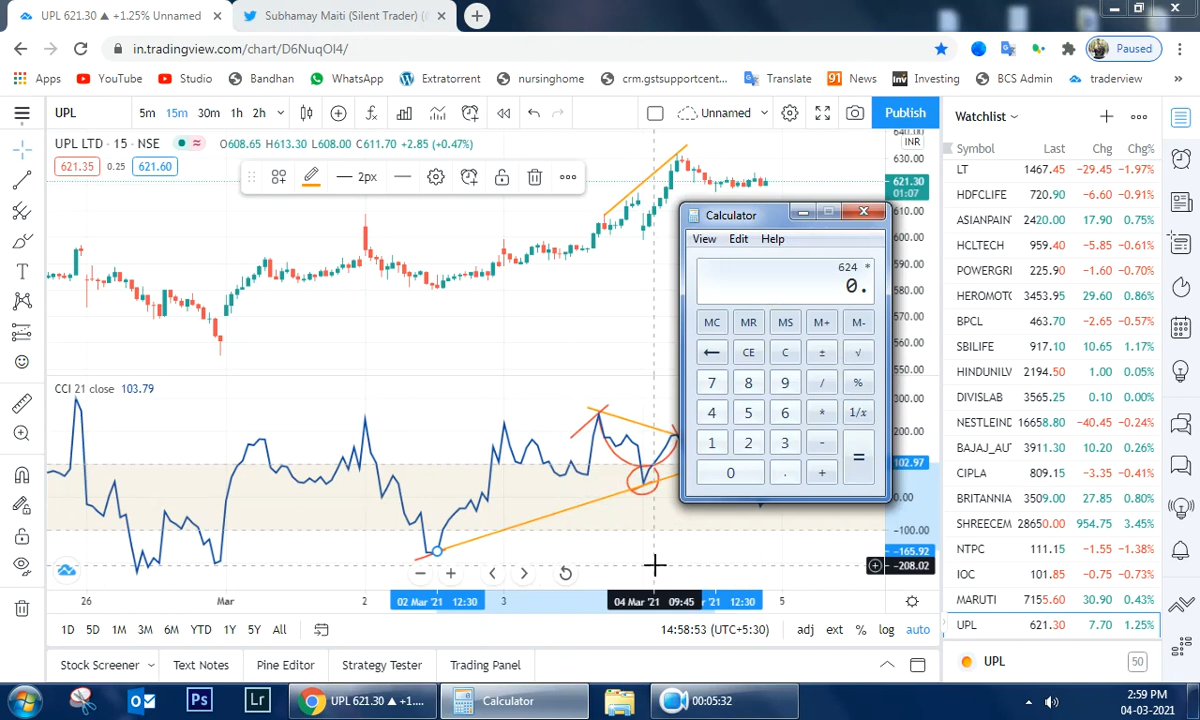 UPL 621.30 ▲ +1.25% Unnamed
Subhamay Maiti (Silent Trader) (
in.tradingview.com/chart/D6NuqOI4/
Paused
Apps YouTube Studio Bandhan WhatsApp Extratorrent nursinghome crm.gstsupportcent... Translate News Investing BCS Admin traderview »
UPL 5m 15m 30m 1h 2h Unnamed Publish
Watchlist
UPL LTD · 15 · NSE O608.65 H613.30 L608.00 C611.70 +2.85 (+0.47%)
621.35 0.25 621.60
2px
640.00
INR
630.00
621.30
01:07
610.00
600.00
590.00
580.00
570.00
560.00
550.00
CCI 21 close 103.79
300.00
200.00
102.97
0.00
−100.00
−165.92
−208.02
Calculator
View Edit Help
624 *
0.
MC MR MS M+ M-
← CE C ± √
7 8 9 / %
4 5 6 * 1/x
1 2 3 - =
0 . +
26 Mar 2 02 Mar '21 12:30 3 04 Mar '21 09:45 r '21 12:30 5
1D 5D 1M 3M 6M YTD 1Y 5Y All 14:58:53 (UTC+5:30) adj ext % log auto
Stock Screener Text Notes Pine Editor Strategy Tester Trading Panel
Symbol Last Chg Chg%
LT 1467.45 −29.45 −1.97%
HDFCLIFE 720.90 −6.60 −0.91%
ASIANPAIN 2420.00 17.90 0.75%
HCLTECH 959.40 −5.85 −0.61%
POWERGRI 225.90 −1.60 −0.70%
HEROMOTC 3453.95 29.60 0.86%
BPCL 463.70 −2.65 −0.57%
SBILIFE 917.10 10.65 1.17%
HINDUNILV 2194.50 1.00 0.05%
DIVISLAB 3565.25 0.10 0.00%
NESTLEIND 16658.80 −40.45 −0.24%
BAJAJ_AUT 3911.30 10.20 0.26%
CIPLA 809.15 −3.35 −0.41%
BRITANNIA 3509.00 27.85 0.80%
SHREECEM 28650.00 954.75 3.45%
NTPC 111.15 −1.55 −1.38%
IOC 101.85 −0.75 −0.73%
MARUTI 7155.60 30.90 0.43%
UPL 621.30 7.70 1.25%
UPL 50
Ps
Lr
UPL 621.30 ▲ +1....
Calculator
00:05:32
2:59 PM
04-03-2021